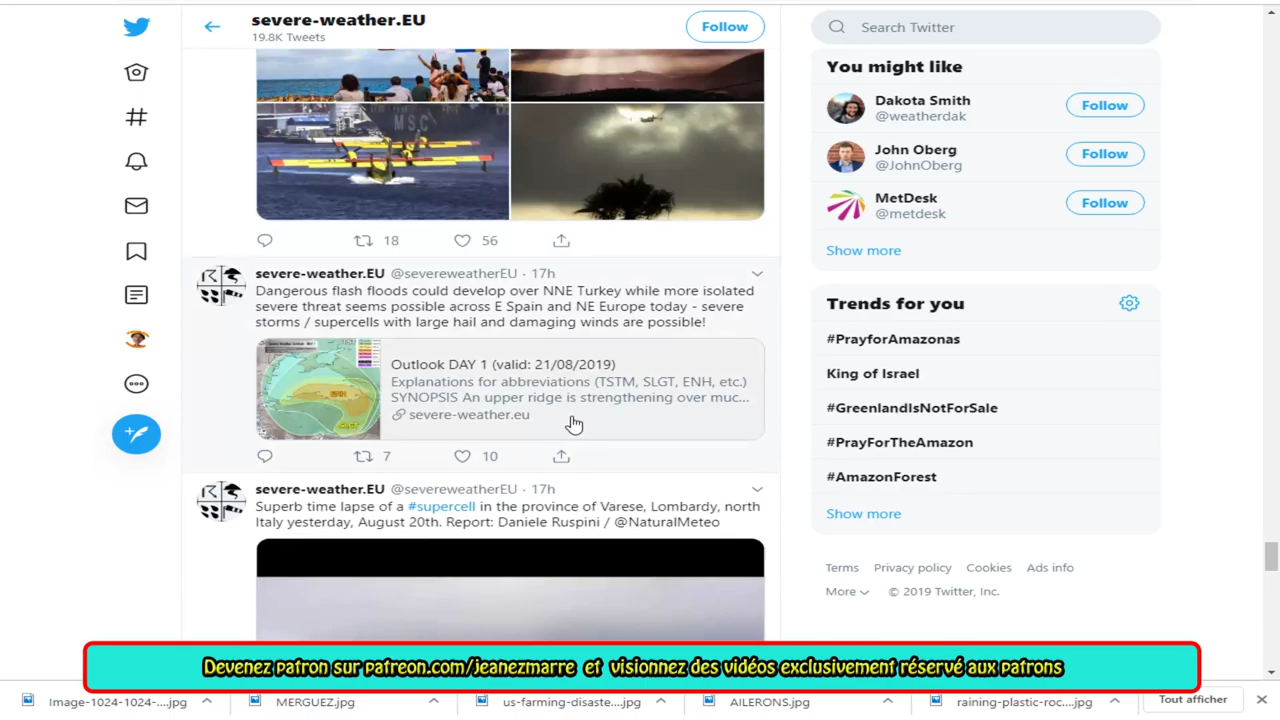 severe-weather.EU
19.8K Tweets
Follow
Search Twitter
MSC
18
56
severe-weather.EU @severeweatherEU · 17h
Dangerous flash floods could develop over NNE Turkey while more isolated
severe threat seems possible across E Spain and NE Europe today - severe
storms / supercells with large hail and damaging winds are possible!
Outlook DAY 1 (valid: 21/08/2019)
Explanations for abbreviations (TSTM, SLGT, ENH, etc.)
SYNOPSIS An upper ridge is strengthening over muc...
severe-weather.eu
ENH
SLGT
7
10
severe-weather.EU @severeweatherEU · 17h
Superb time lapse of a #supercell in the province of Varese, Lombardy, north
Italy yesterday, August 20th. Report: Daniele Ruspini / @NaturalMeteo
You might like
Dakota Smith
@weatherdak
Follow
John Oberg
@JohnOberg
Follow
MetDesk
@metdesk
Follow
Show more
Trends for you
#PrayforAmazonas
King of Israel
#GreenlandIsNotForSale
#PrayForTheAmazon
#AmazonForest
Show more
Terms Privacy policy Cookies Ads info
More © 2019 Twitter, Inc.
Devenez patron sur patreon.com/jeanezmarre et visionnez des vidéos exclusivement réservé aux patrons
Image-1024-1024-....jpg
MERGUEZ.jpg
us-farming-disaste....jpg
AILERONS.jpg
raining-plastic-roc....jpg
Tout afficher